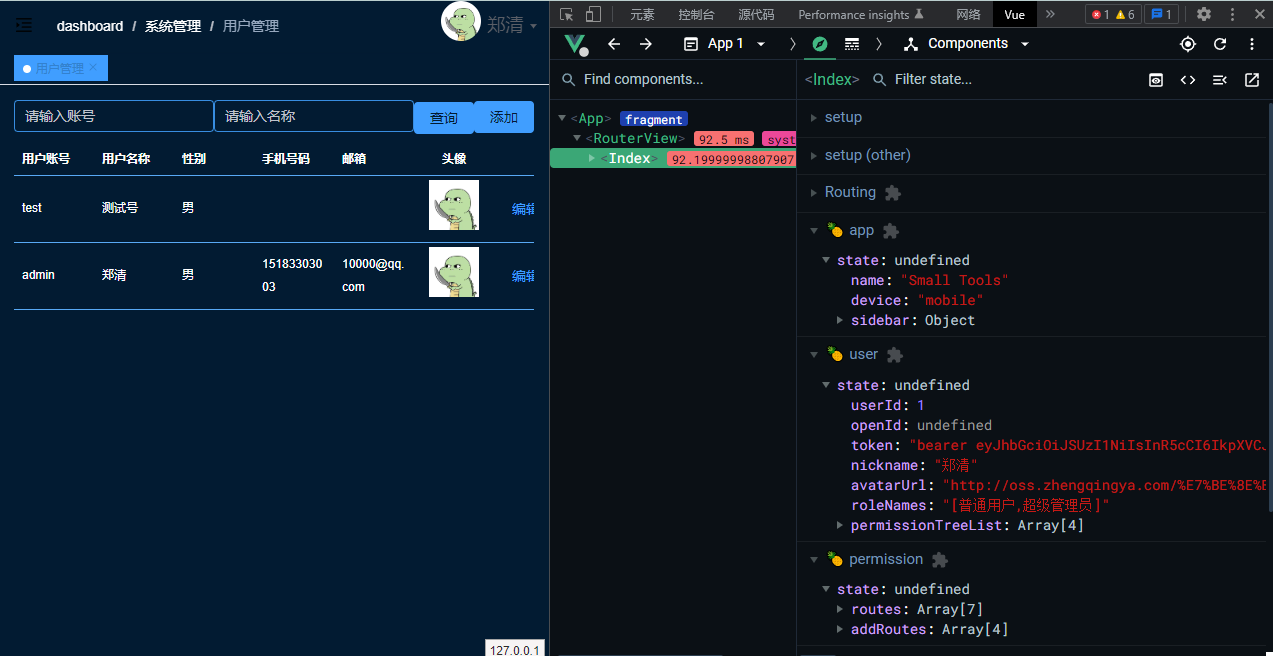 dashboard / 系统管理 / 用户管理
郑清
用户管理 ×
请输入账号 请输入名称 查询 添加
用户账号 用户名称 性别 手机号码 邮箱 头像
test 测试号 男 编辑
admin 郑清 男 151833030 10000@qq. 编辑
03 com
127.0.0.1
元素 控制台 源代码 Performance insights 网络 Vue » 1 6 1
App 1 Components
Find components...
<App> fragment
<RouterView> 92.5 ms syst
<Index> 92.19999998807907
<Index> Filter state...
setup
setup (other)
Routing
app
state: undefined
name: "Small Tools"
device: "mobile"
sidebar: Object
user
state: undefined
userId: 1
openId: undefined
token: "bearer eyJhbGciOiJSUzI1NiIsInR5cCI6IkpXVCJ
nickname: "郑清"
avatarUrl: "http://oss.zhengqingya.com/%E7%BE%8E%E
roleNames: "[普通用户,超级管理员]"
permissionTreeList: Array[4]
permission
state: undefined
routes: Array[7]
addRoutes: Array[4]